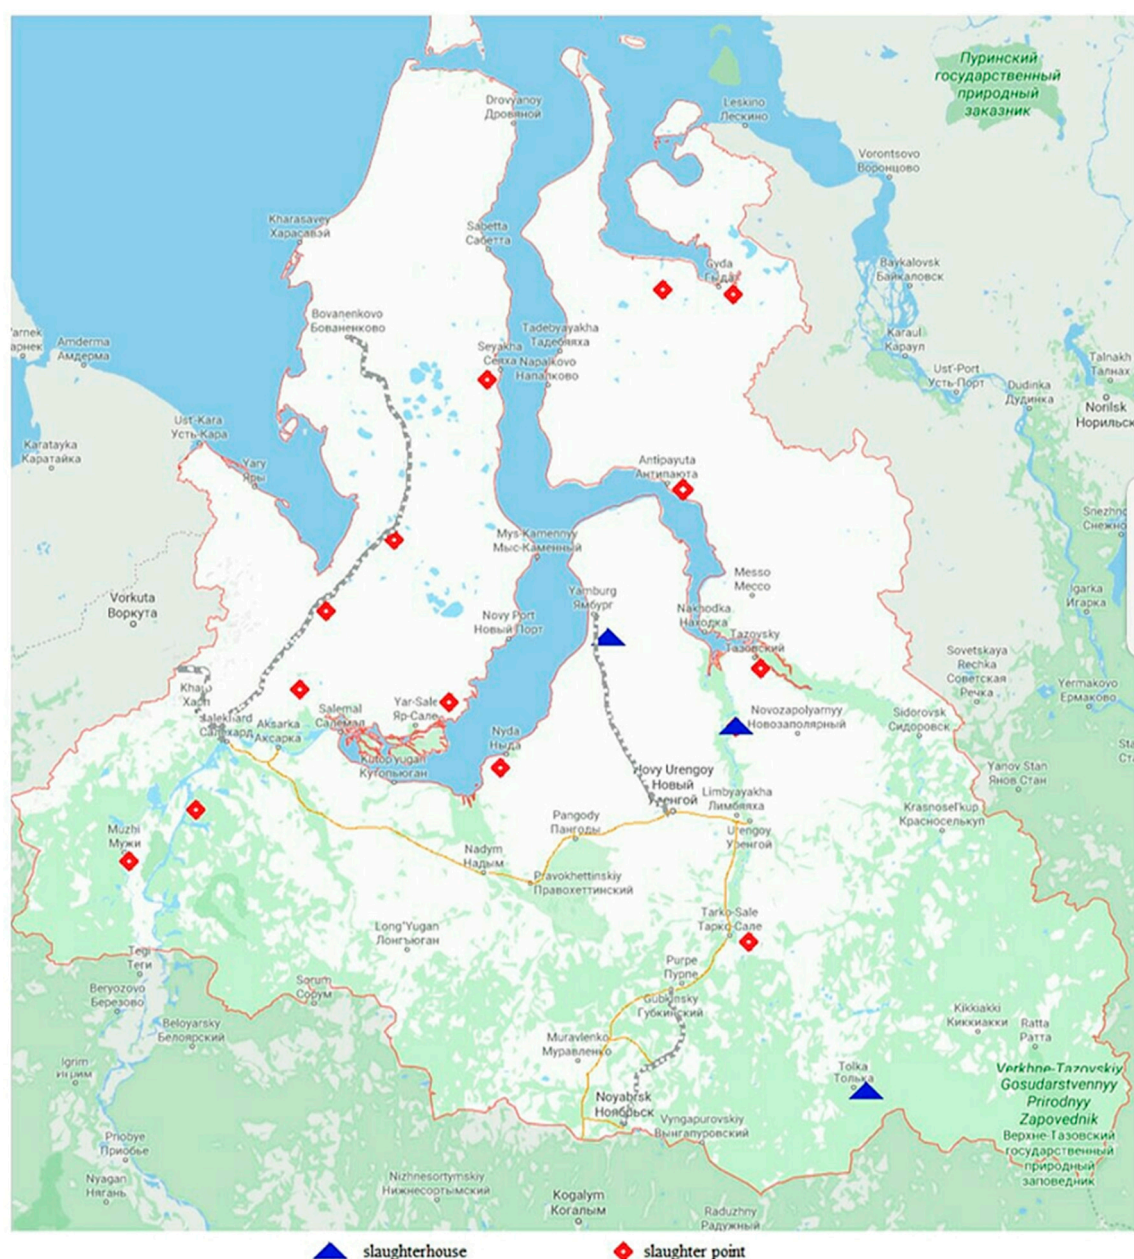 Пуринский
государственный
природный
заказник
Drovyanoy
Дровяной
Leskino
Лескино
Vorontsovo
Воронцово
Kharasavey
Харасавэй
Sabetta
Сабетта
Gyda
Baykalovsk
Байкаловск
Bovanenkovo
Бованенково
Amderma
Амдерма
Seyakha
Сеяха
Tadebyayakha
Тадебяяха
Napalkovo
Напалково
Karaul
Караул
Talnakh
Талнах
Ust'-Port
Усть-Порт
Dudinka
Дудинка
Norilsk
Норильск
Ust'-Kara
Усть-Кара
Karatayka
Каратайка
Yary
Яры
Antipayuta
Антипаюта
Mys-Kamennyy
Мыс-Каменный
Messo
Мессо
Yamburg
Ямбург
Igarka
Игарка
Vorkuta
Воркута
Novy Port
Новый Порт
Nakhodka
Находка
Tazovsky
Тазовский
Sovetskaya
Rechka
Советская
Речка
Yermakovo
Ермаково
Харп
Yar-Sale
Яр-Сале
Salemal
Салемал
Aksarka
Аксарка
Салехард
Novozapolyarnyy
Новозаполярный
Sidorovsk
Сидоровск
Nyda
Ныда
Kutop'yugan
Кутопьюган
Yanov Stan
Янов Стан
Новый
Limbyayakha
Лимбяяха
Krasnosel'kup
Красноселькуп
Urengoy
Pangody
Пангоды
Muzhi
Мужи
Nadym
Надым
Pravokhettinskiy
Правохеттинский
Long'Yugan
Лонгъюган
Tarko-Sale
Тарко-Сале
Tegi
Теги
Purpe
Пурпе
Beryozovo
Березово
Sorum
Сорум
Gubkinsky
Губкинский
Beloyarsky
Белоярский
Kikkiakki
Киккиакки
Ratta
Ратта
Muravlenko
Муравленко
Igrim
Игрим
Tolka
Толька
Verkhne-Tazovskiy
Gosudarstvennyy
Prirodnyy
Zapovednik
Верхне-Тазовский
государственный
природный
заповедник
Noyabrsk
Ноябрьск
Vyngapurovskiy
Вынгапуровский
Priobye
Приобье
Nyagan
Нягань
Nizhnesortymskiy
Нижнесортымский
Kogalym
Когалым
Raduzhny
Радужный
slaughterhouse
slaughter point